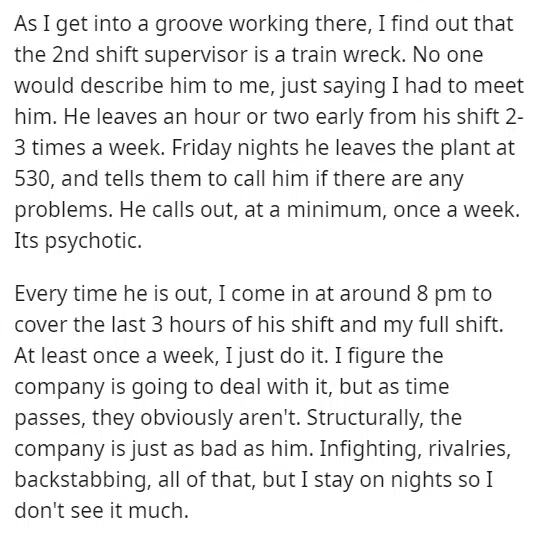 As I get into a groove working there, I find out that
the 2nd shift supervisor is a train wreck. No one
would describe him to me, just saying I had to meet
him. He leaves an hour or two early from his shift 2-
3 times a week. Friday nights he leaves the plant at
530, and tells them to call him if there are any
problems. He calls out, at a minimum, once a week.
Its psychotic.
Every time he is out, I come in at around 8 pm to
cover the last 3 hours of his shift and my full shift.
At least once a week, I just do it. I figure the
company is going to deal with it, but as time
passes, they obviously aren't. Structurally, the
company is just as bad as him. Infighting, rivalries,
backstabbing, all of that, but I stay on nights so I
don't see it much.